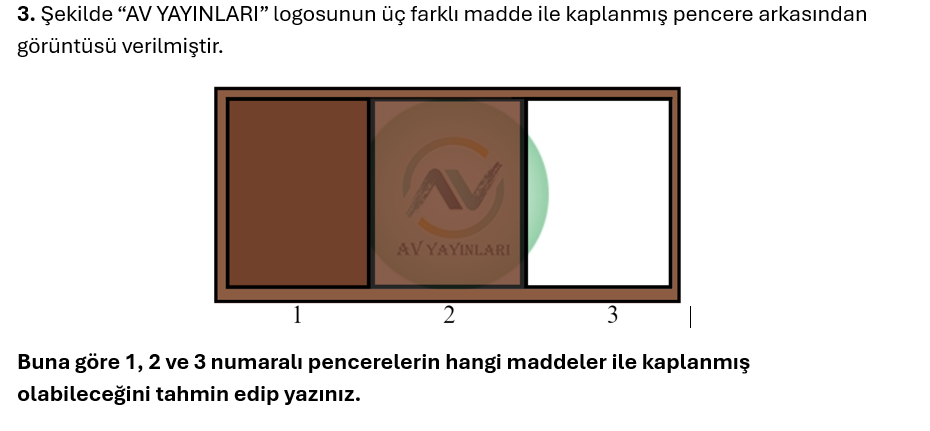 3. Şekilde “AV YAYINLARI” logosunun üç farklı madde ile kaplanmış pencere arkasından
görüntüsü verilmiştir.
AV
AV YAYINLARI
1 2 3
Buna göre 1, 2 ve 3 numaralı pencerelerin hangi maddeler ile kaplanmış
olabileceğini tahmin edip yazınız.